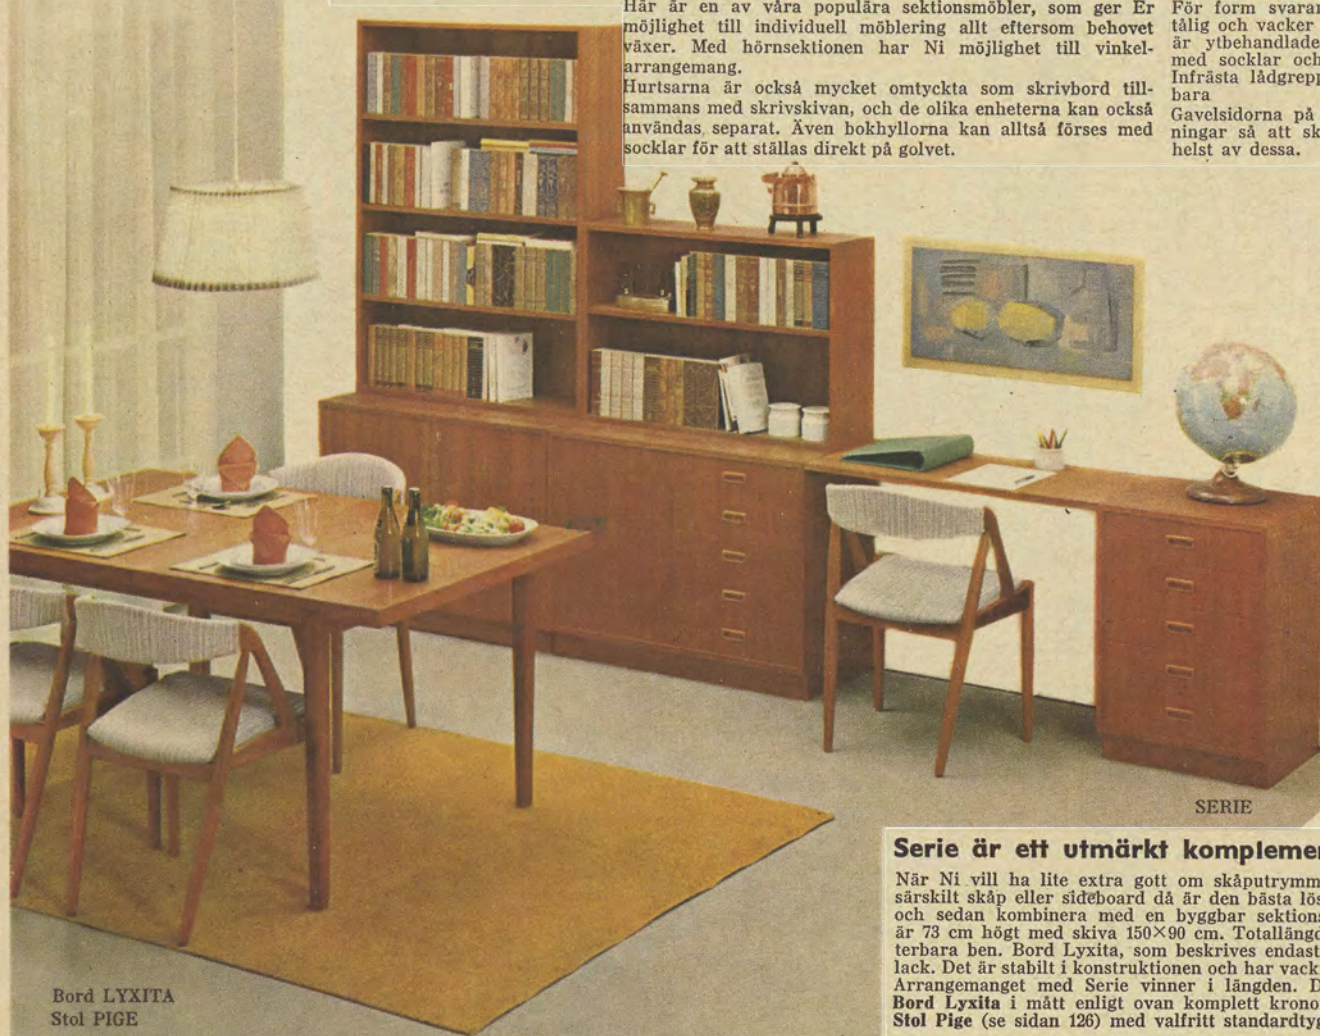 Här är en av våra populära sektionsmöbler, som ger Er
möjlighet till individuell möblering allt eftersom behovet
växer. Med hörnsektionen har Ni möjlighet till vinkel-
arrangemang.
Hurtsarna är också mycket omtyckta som skrivbord till-
sammans med skrivskivan, och de olika enheterna kan också
användas separat. Även bokhyllorna kan alltså förses med
socklar för att ställas direkt på golvet.
För form svarar
tålig och vacker
är ytbehandlade
med socklar och
Infrästa lådgrepp
bara
Gavelsidorna på
ningar så att sk
helst av dessa.
SERIE
Serie är ett utmärkt kompleme
När Ni vill ha lite extra gott om skåputrymm
särskilt skåp eller sideboard då är den bästa lös
och sedan kombinera med en byggbar sektions
är 73 cm högt med skiva 150×90 cm. Totallängd
terbara ben. Bord Lyxita, som beskrives endast
lack. Det är stabilt i konstruktionen och har vack
Arrangemanget med Serie vinner i längden. D
Bord Lyxita i mått enligt ovan komplett krono
Stol Pige (se sidan 126) med valfritt standardtyg
Bord LYXITA
Stol PIGE